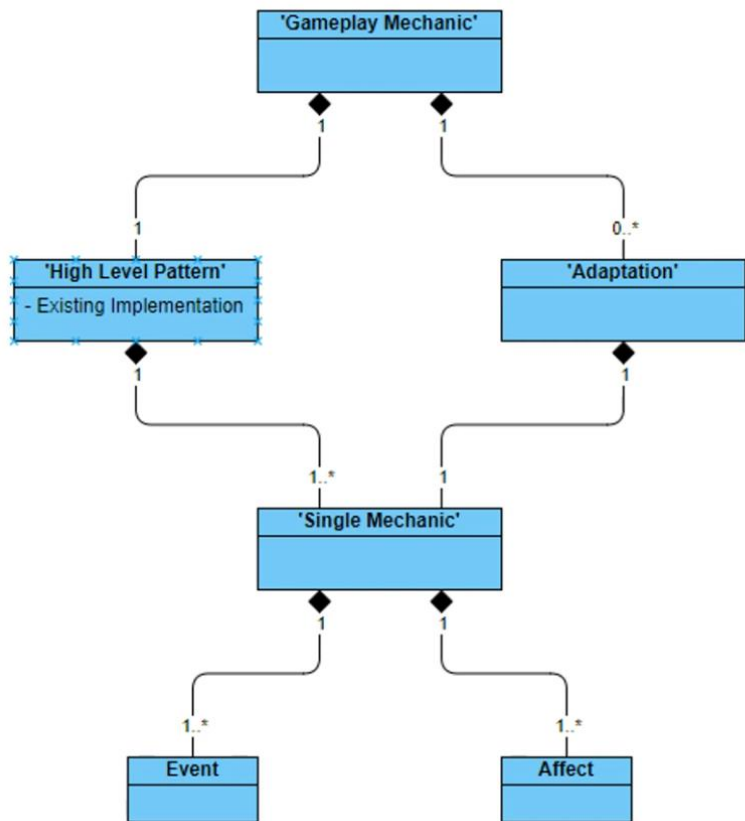 'Gameplay Mechanic'
1 1
1 0..*
'High Level Pattern' 'Adaptation'
- Existing Implementation
1 1
1..* 1
'Single Mechanic'
1 1
1..* 1..*
Event Affect